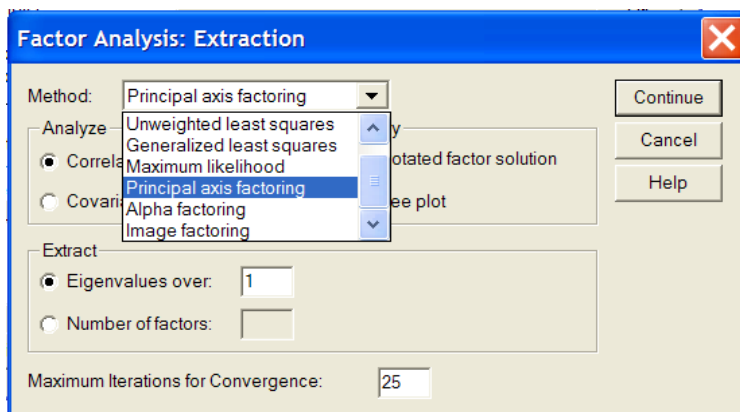 Factor Analysis: Extraction
Method: Principal axis factoring
Continue
Analyze
Unweighted least squares
Cancel
Generalized least squares
Maximum likelihood
otated factor solution
Help
Principal axis factoring
ee plot
Alpha factoring
Image factoring
Extract
Eigenvalues over: 1
Number of factors:
Maximum Iterations for Convergence: 25